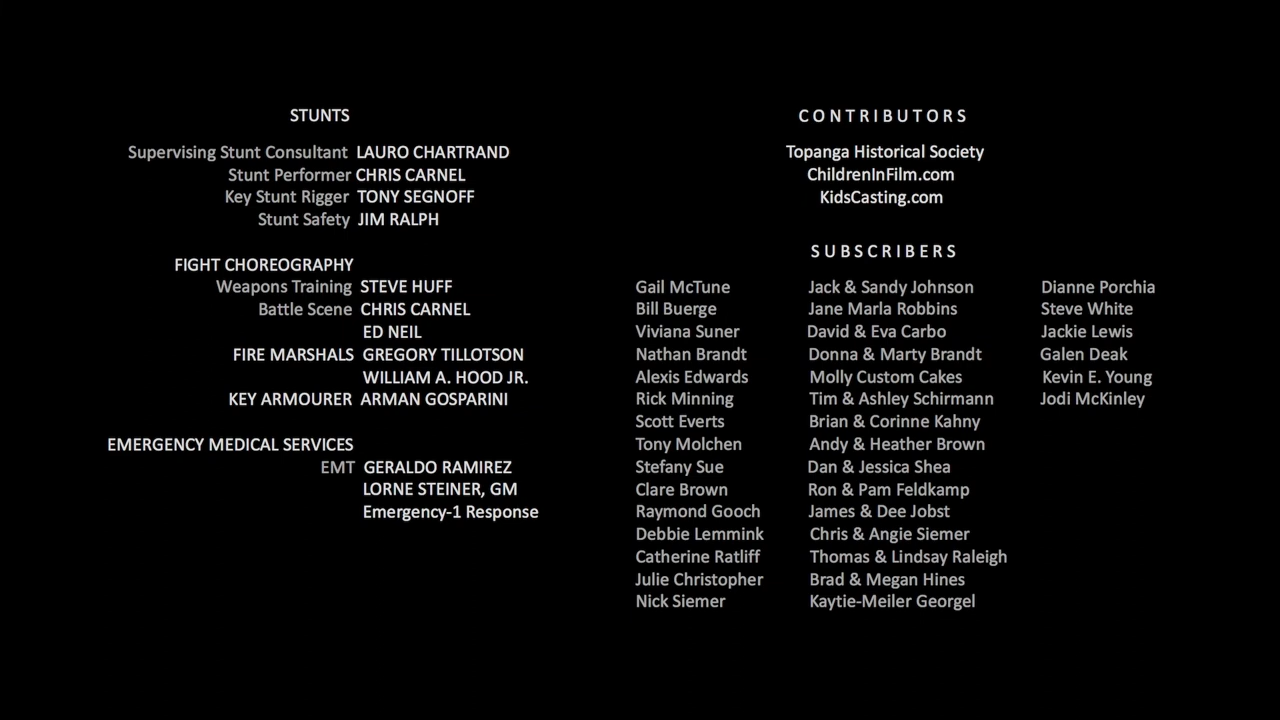 STUNTS
Supervising Stunt Consultant LAURO CHARTRAND
Stunt Performer CHRIS CARNEL
Key Stunt Rigger TONY SEGNOFF
Stunt Safety JIM RALPH
FIGHT CHOREOGRAPHY
Weapons Training STEVE HUFF
Battle Scene CHRIS CARNEL
ED NEIL
FIRE MARSHALS GREGORY TILLOTSON
WILLIAM A. HOOD JR.
KEY ARMOURER ARMAN GOSPARINI
EMERGENCY MEDICAL SERVICES
EMT GERALDO RAMIREZ
LORNE STEINER, GM
Emergency-1 Response
CONTRIBUTORS
Topanga Historical Society
ChildrenInFilm.com
KidsCasting.com
SUBSCRIBERS
Gail McTune
Bill Buerge
Viviana Suner
Nathan Brandt
Alexis Edwards
Rick Minning
Scott Everts
Tony Molchen
Stefany Sue
Clare Brown
Raymond Gooch
Debbie Lemmink
Catherine Ratliff
Julie Christopher
Nick Siemer
Jack & Sandy Johnson
Jane Marla Robbins
David & Eva Carbo
Donna & Marty Brandt
Molly Custom Cakes
Tim & Ashley Schirmann
Brian & Corinne Kahny
Andy & Heather Brown
Dan & Jessica Shea
Ron & Pam Feldkamp
James & Dee Jobst
Chris & Angie Siemer
Thomas & Lindsay Raleigh
Brad & Megan Hines
Kaytie-Meiler Georgel
Dianne Porchia
Steve White
Jackie Lewis
Galen Deak
Kevin E. Young
Jodi McKinley